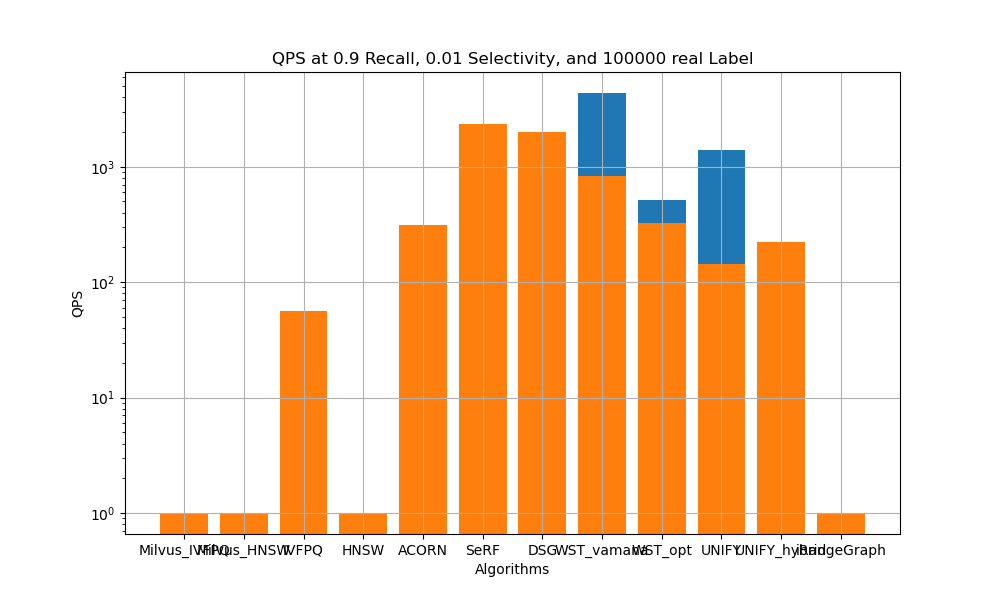 QPS at 0.9 Recall, 0.01 Selectivity, and 100000 real Label
QPS
10³
10²
10¹
10⁰
Milvus_IVFPQ Milvus_HNSW IVFPQ HNSW ACORN SeRF DSG WST_vamana WST_opt UNIFY UNIFY_hybrid iRangeGraph
Algorithms